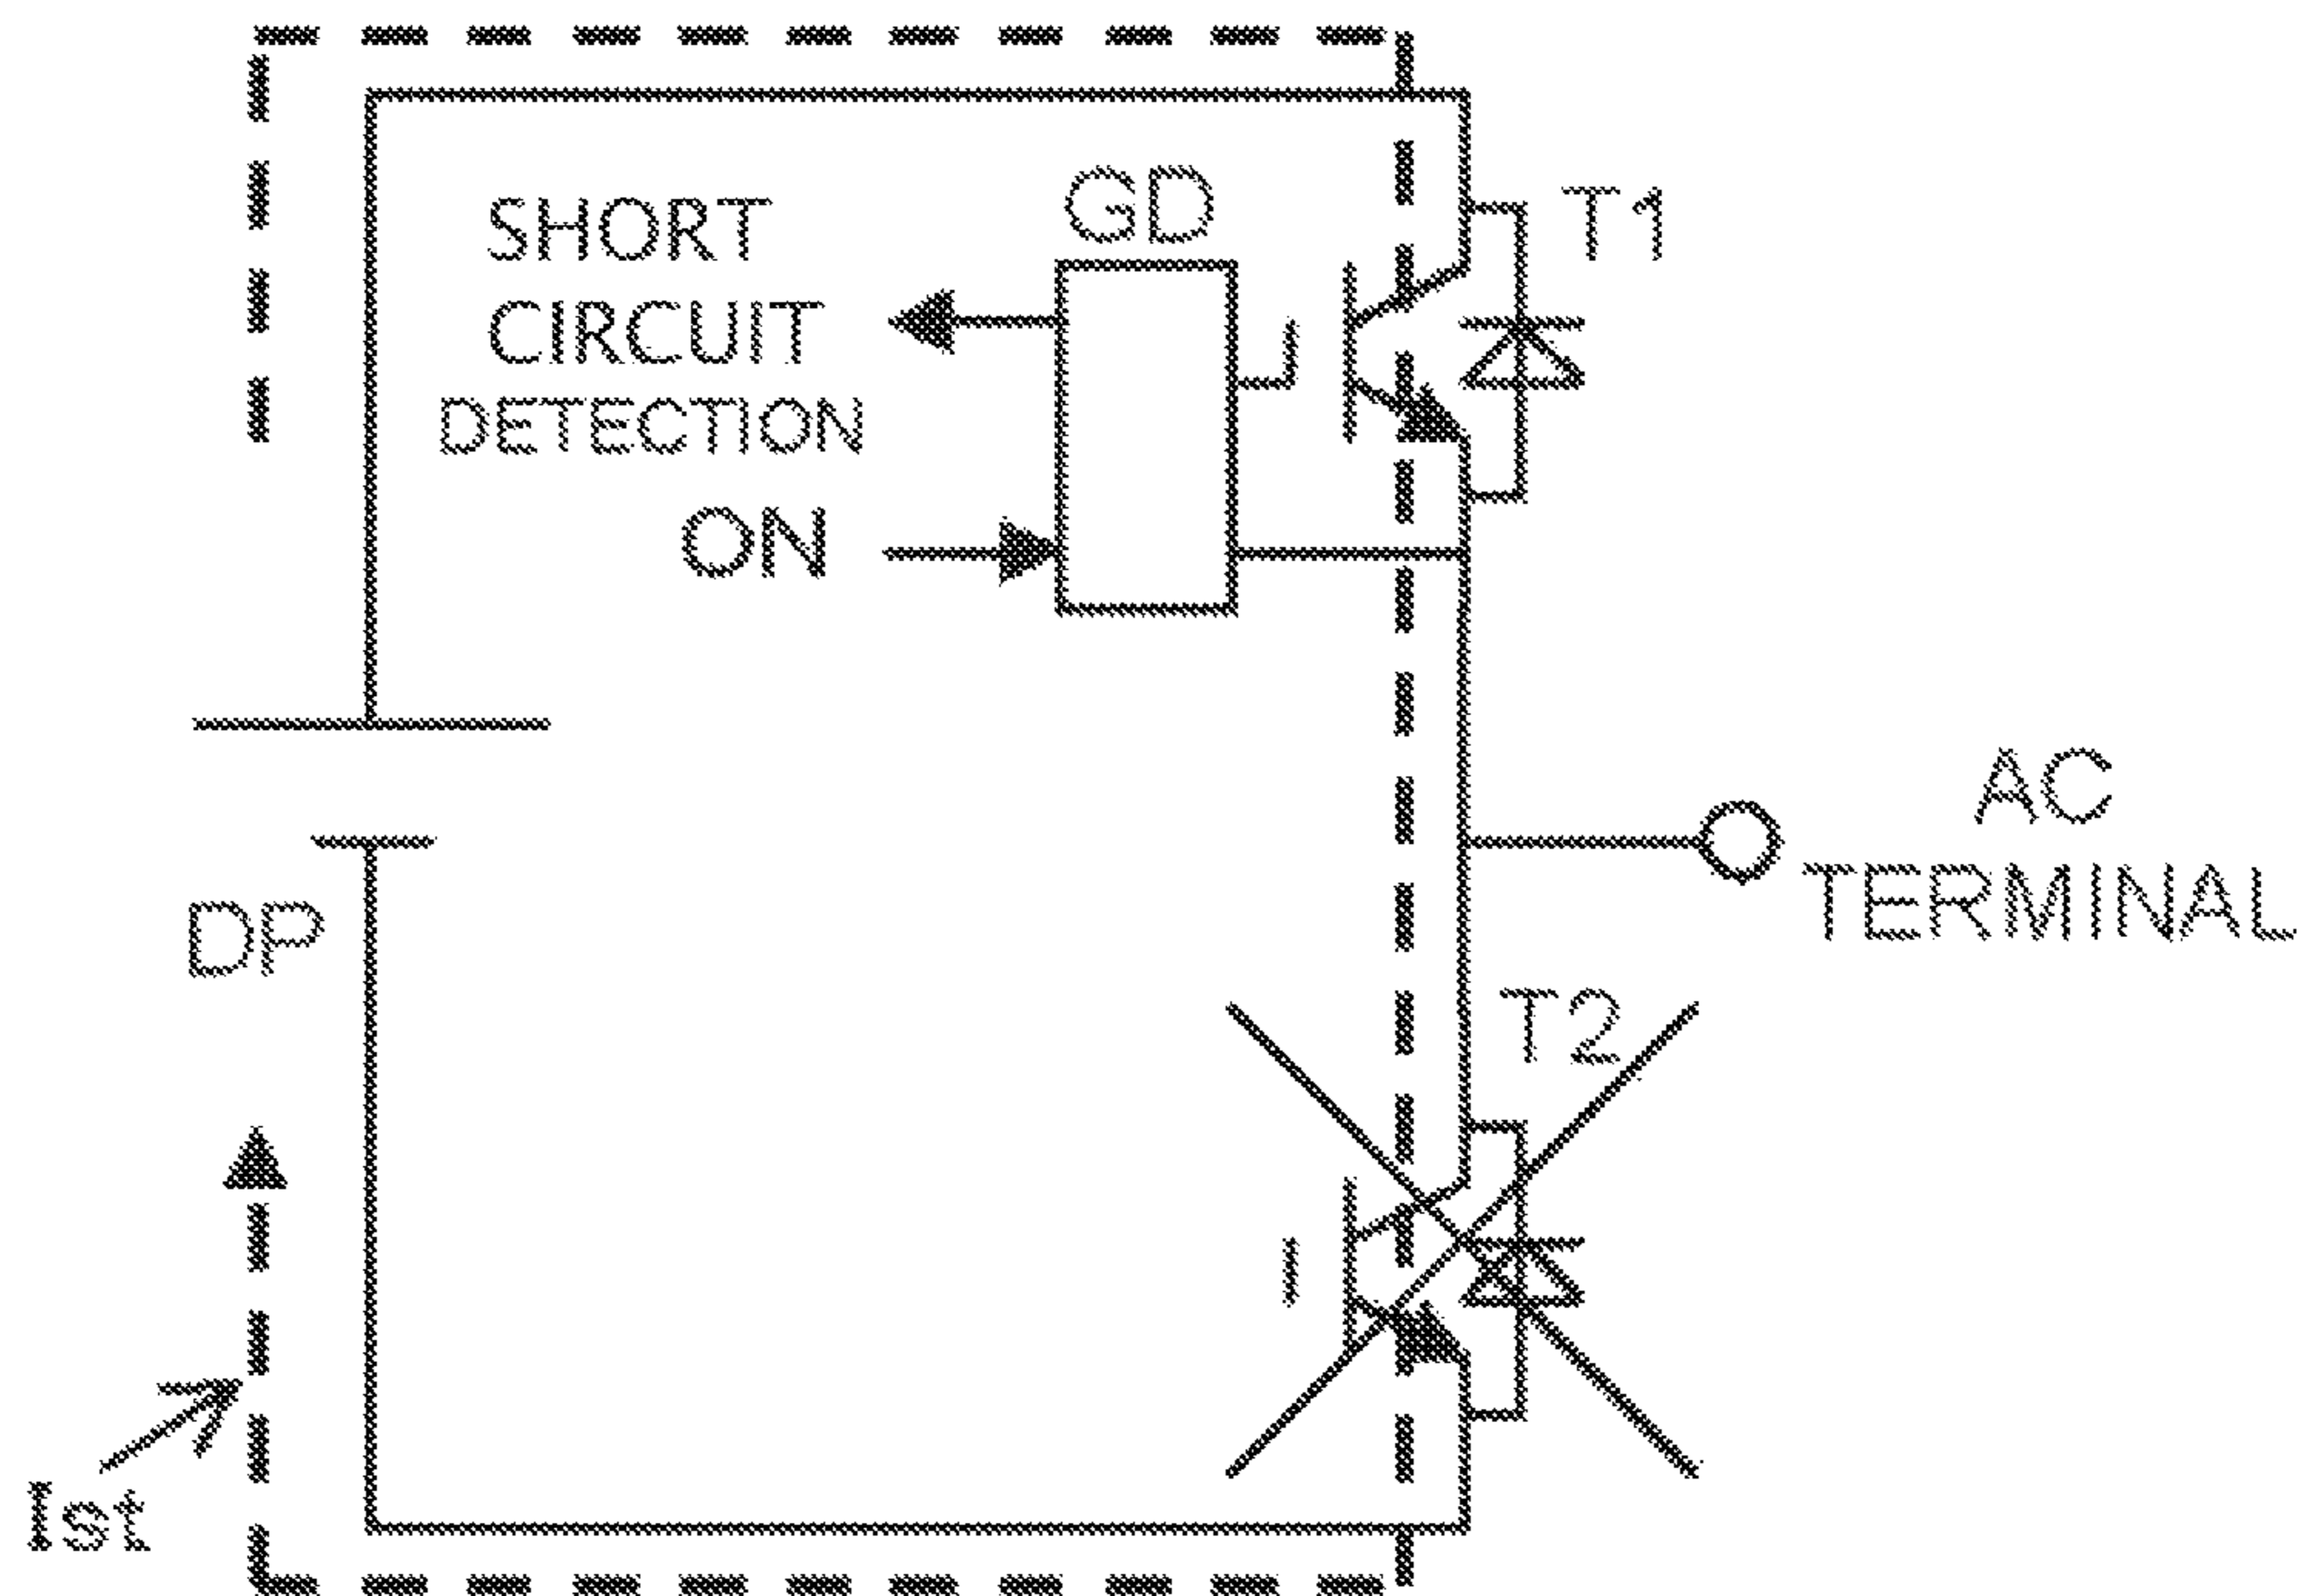 SHORT
CIRCUIT
DETECTION
GD
T1
ON
AC
TERMINAL
DP
T2
Ist